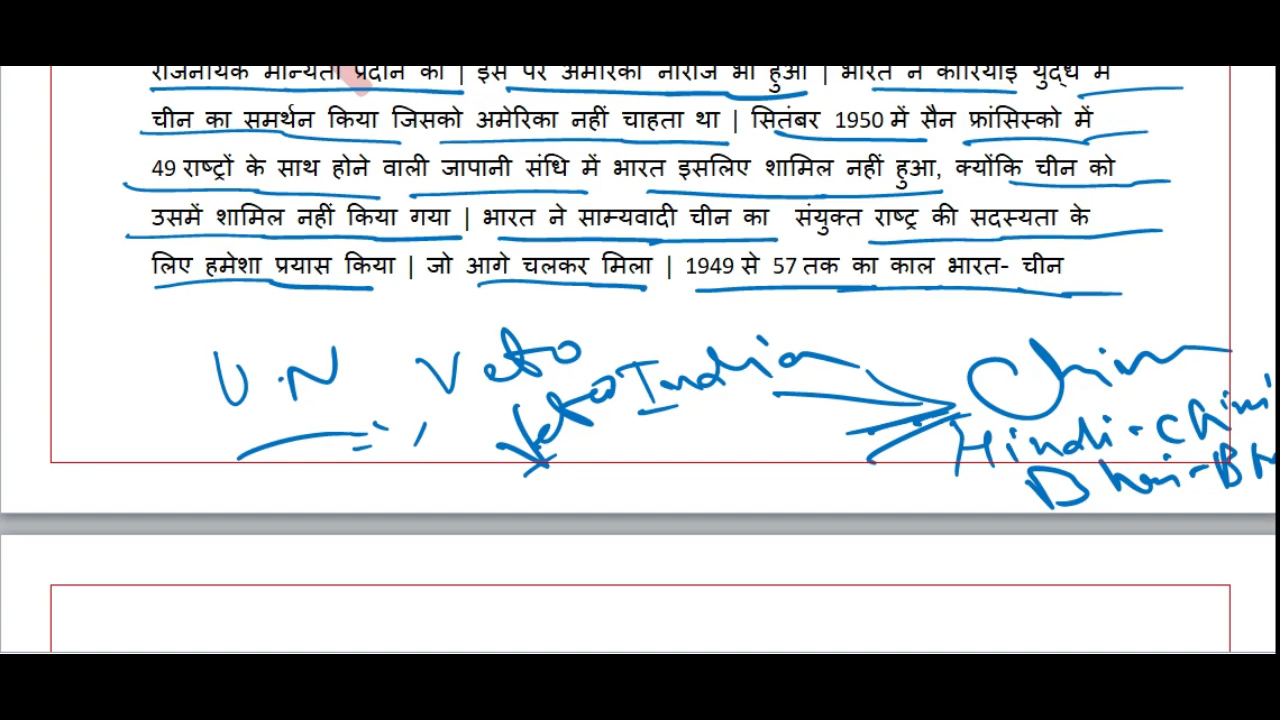 राजनयिक मान्यता प्रदान की | इस पर अमेरिका नाराज भी हुआ | भारत ने कोरियाई युद्ध में
चीन का समर्थन किया जिसको अमेरिका नहीं चाहता था | सितंबर 1950 में सैन फ्रांसिस्को में
49 राष्ट्रों के साथ होने वाली जापानी संधि में भारत इसलिए शामिल नहीं हुआ, क्योंकि चीन को
उसमें शामिल नहीं किया गया | भारत ने साम्यवादी चीन का संयुक्त राष्ट्र की सदस्यता के
लिए हमेशा प्रयास किया | जो आगे चलकर मिला | 1949 से 57 तक का काल भारत- चीन
U.N Veto
Veto India China
Hindi-Chini
Bhai-Bh